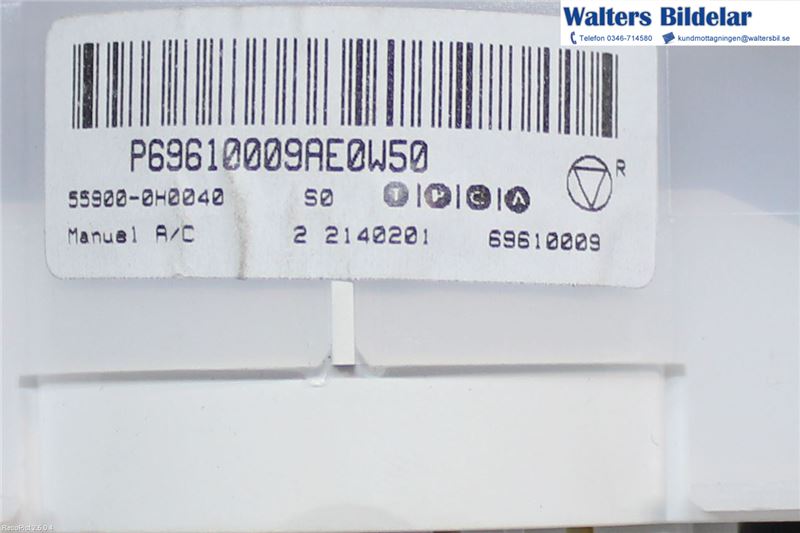 Walters Bildelar
Telefon 0346-714580 kundmottagningen@waltersbil.se
P69610009AE0W50
R
55900-0H0040 S0 T | P | C | A
Manuel A/C 2 2140201 69610009